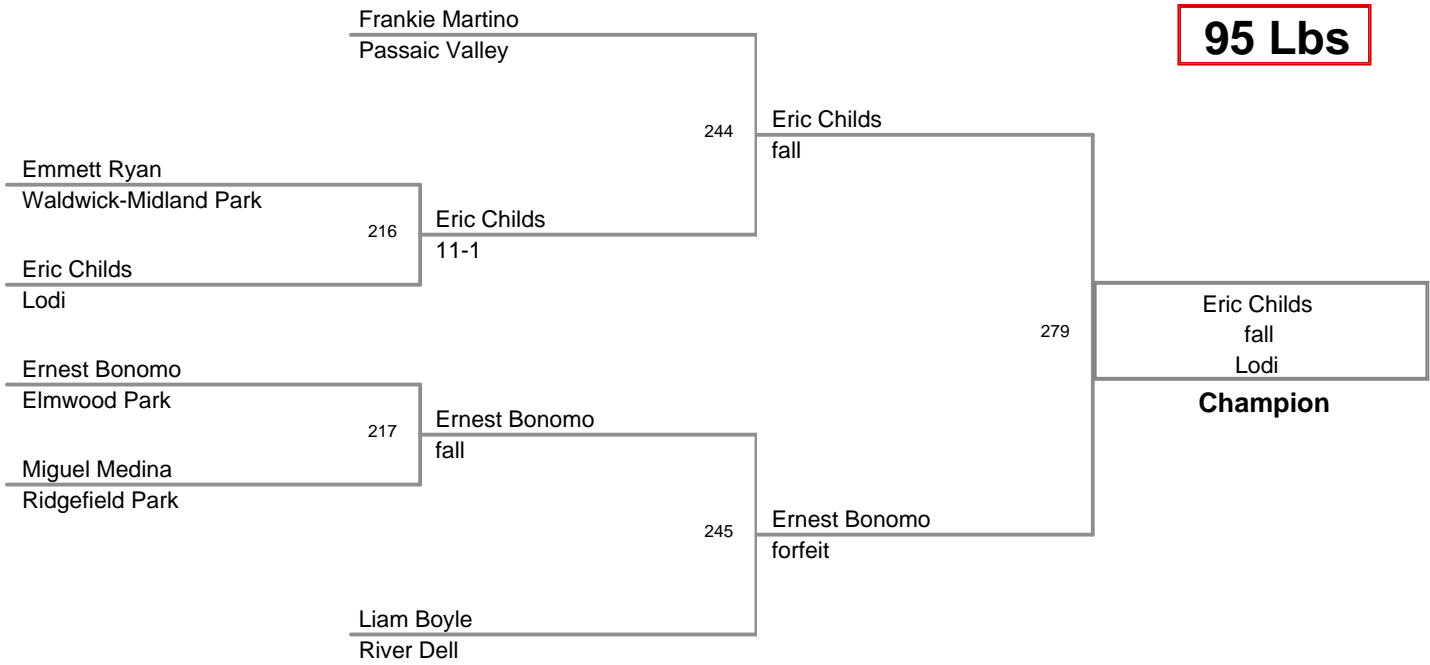 Frankie Martino
Passaic Valley
95 Lbs
244
Eric Childs
fall
Emmett Ryan
Waldwick-Midland Park
216
Eric Childs
11-1
Eric Childs
Lodi
279
Eric Childs
fall
Lodi
Champion
Ernest Bonomo
Elmwood Park
217
Ernest Bonomo
fall
Miguel Medina
Ridgefield Park
245
Ernest Bonomo
forfeit
Liam Boyle
River Dell